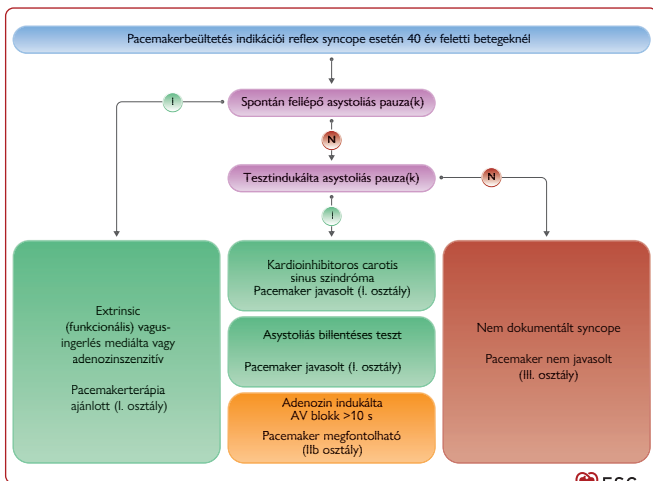 Pacemakerbeültetés indikációi reflex syncope esetén 40 év feletti betegeknél
I
Spontán fellépő asystoliás pauza(k)
N
Tesztindukálta asystoliás pauza(k)
N
I
Extrinsic
(funkcionális) vagus-
ingerlés mediálta vagy
adenozinszenzitív
Pacemakerterápia
ajánlott (I. osztály)
Kardioinhibitoros carotis
sinus szindróma
Pacemaker javasolt (I. osztály)
Asystoliás billentéses teszt
Pacemaker javasolt (I. osztály)
Adenozin indukálta
AV blokk >10 s
Pacemaker megfontolható
(IIb osztály)
Nem dokumentált syncope
Pacemaker nem javasolt
(III. osztály)
ESC